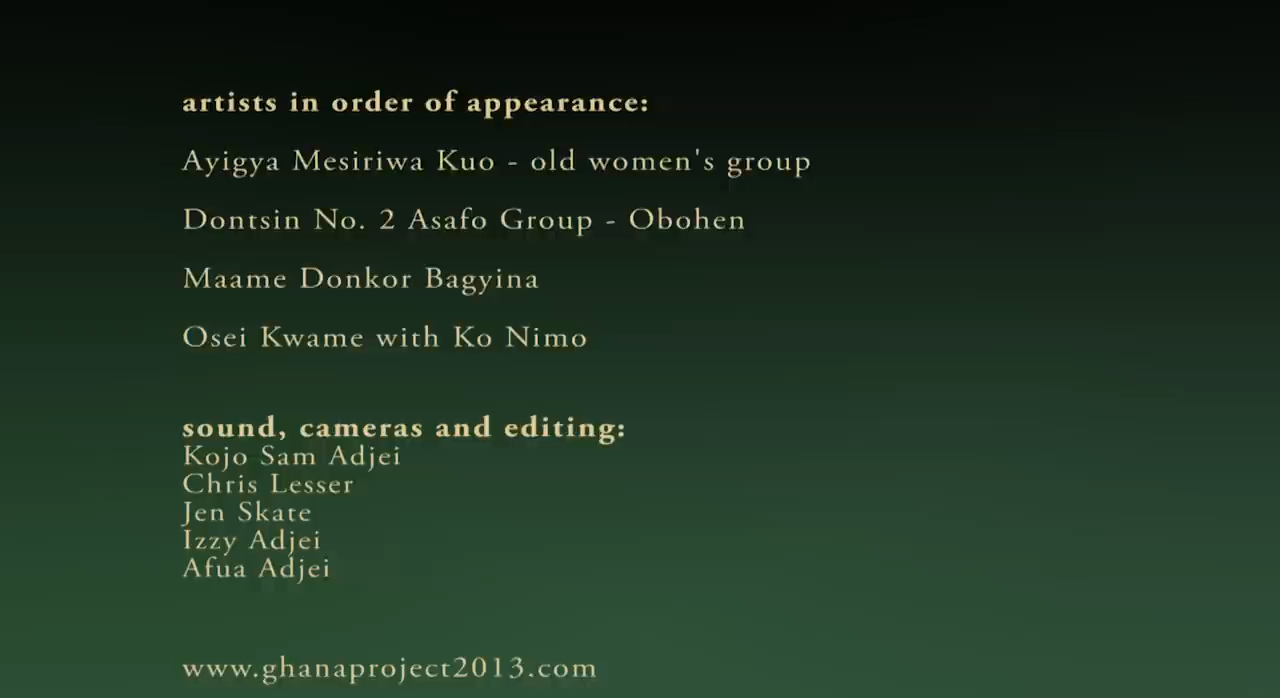 artists in order of appearance:
Ayigya Mesiriwa Kuo - old women's group
Dontsin No. 2 Asafo Group - Obohen
Maame Donkor Bagyina
Osei Kwame with Ko Nimo
sound, cameras and editing:
Kojo Sam Adjei
Chris Lesser
Jen Skate
Izzy Adjei
Afua Adjei
www.ghanaproject2013.com